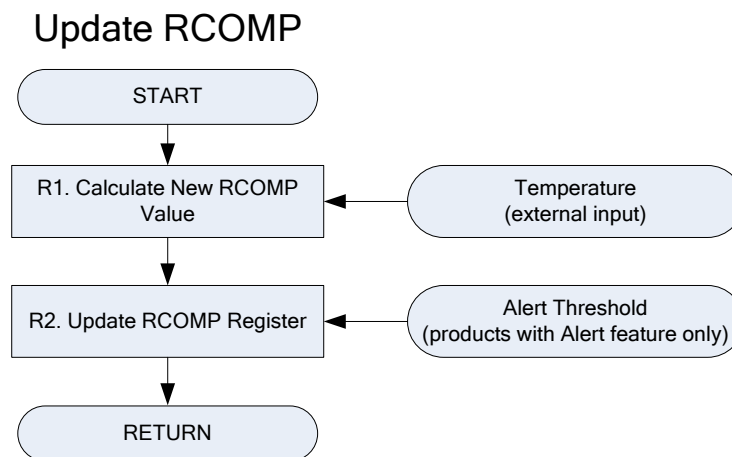 Update RCOMP
START
R1. Calculate New RCOMP
Value
Temperature
(external input)
R2. Update RCOMP Register
Alert Threshold
(products with Alert feature only)
RETURN